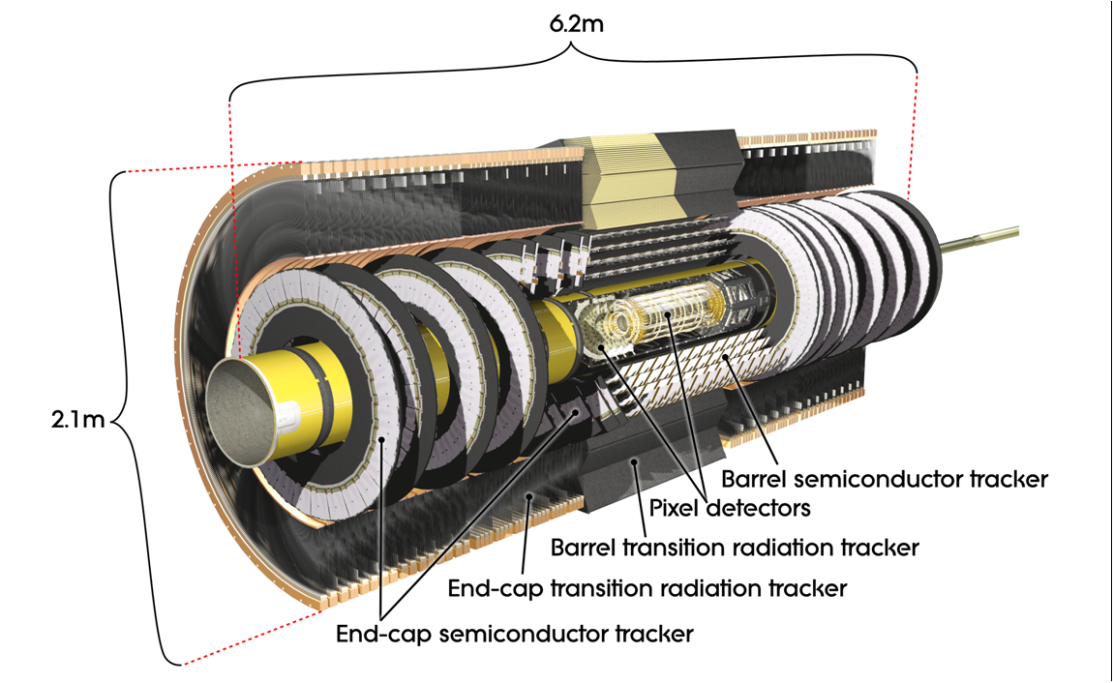 6.2m
2.1m
Barrel semiconductor tracker
Pixel detectors
Barrel transition radiation tracker
End-cap transition radiation tracker
End-cap semiconductor tracker